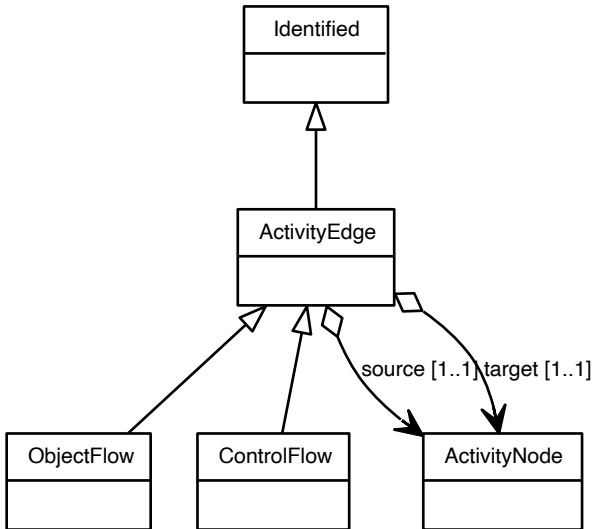 Identified
ActivityEdge
source [1..1] target [1..1]
ObjectFlow
ControlFlow
ActivityNode